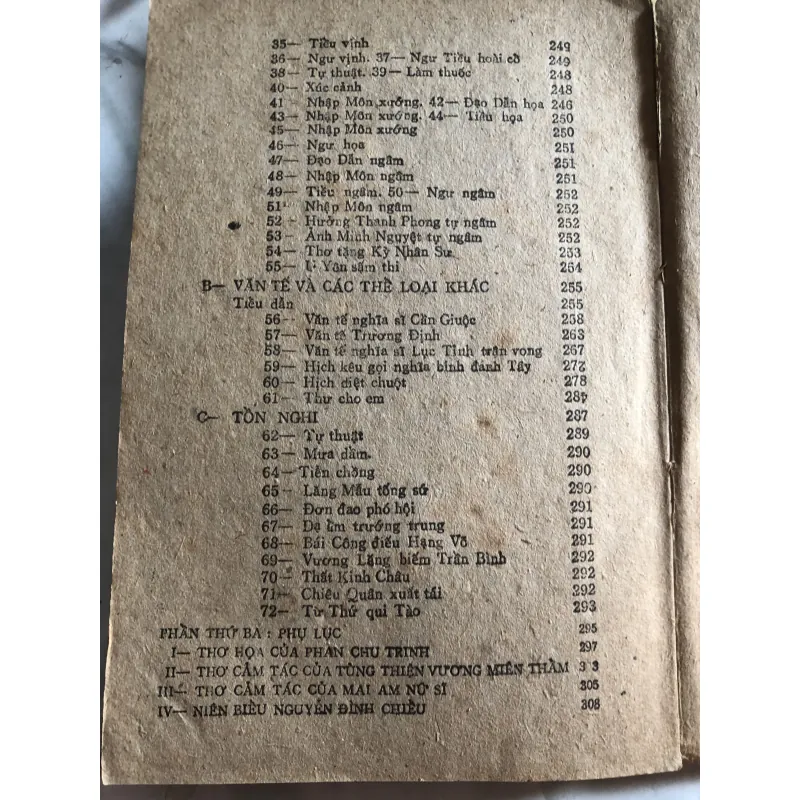 35— Tiều vịnh 249
36— Ngư vịnh. 37— Ngư Tiều hoài cổ 249
38— Tự thuật. 39— Làm thuốc 248
40— Xúc cảnh 248
41 Nhập Môn xướng. 42— Đạo Dẫn họa 246
43— Nhập Môn xướng. 44— Tiều họa 250
45— Nhập Môn xướng 250
46— Ngư họa 251
47— Đạo Dẫn ngâm 251
48— Nhập Môn ngâm 251
49— Tiều ngâm. 50— Ngư ngâm 252
51 Nhập Môn ngâm 252
52— Hưởng Thanh Phong tự ngâm 252
53— Ảnh Minh Nguyệt tự ngâm 252
54— Thơ tặng Kỳ Nhân Sư 253
55— Y Yên sấm thi 254
B— VĂN TẾ VÀ CÁC THỂ LOẠI KHÁC 255
Tiểu dẫn 255
56— Văn tế nghĩa sĩ Cần Giuộc 258
57— Văn tế Trương Định 263
58— Văn tế nghĩa sĩ Lục Tỉnh trận vong 267
59— Hịch kêu gọi nghĩa binh đánh Tây 272
60— Hịch diệt chuột 278
61— Thư cho em 284
C— TỒN NGHI 287
62— Tự thuật 289
63— Mưa dầm 290
64— Tiễn chồng 290
65— Lăng Mẫu tống sứ 290
66— Đơn đao phó hội 291
67— Dạ ẩm trướng trung 291
68— Bái Công điếu Hạng Võ 291
69— Vương Lăng biếm Trần Bình 292
70— Thất Kinh Châu 292
71— Chiêu Quân xuất tái 292
72— Từ Thứ qui Tào 293
PHẦN THỨ BA : PHỤ LỤC 295
I— THƠ HỌA CỦA PHAN CHU TRINH 297
II— THƠ CẢM TÁC CỦA TÙNG THIỆN VƯƠNG MIÊN THẨM 3 3
III— THƠ CẢM TÁC CỦA MAI AM NỮ SĨ 305
IV— NIÊN BIỂU NGUYỄN ĐÌNH CHIỂU 308